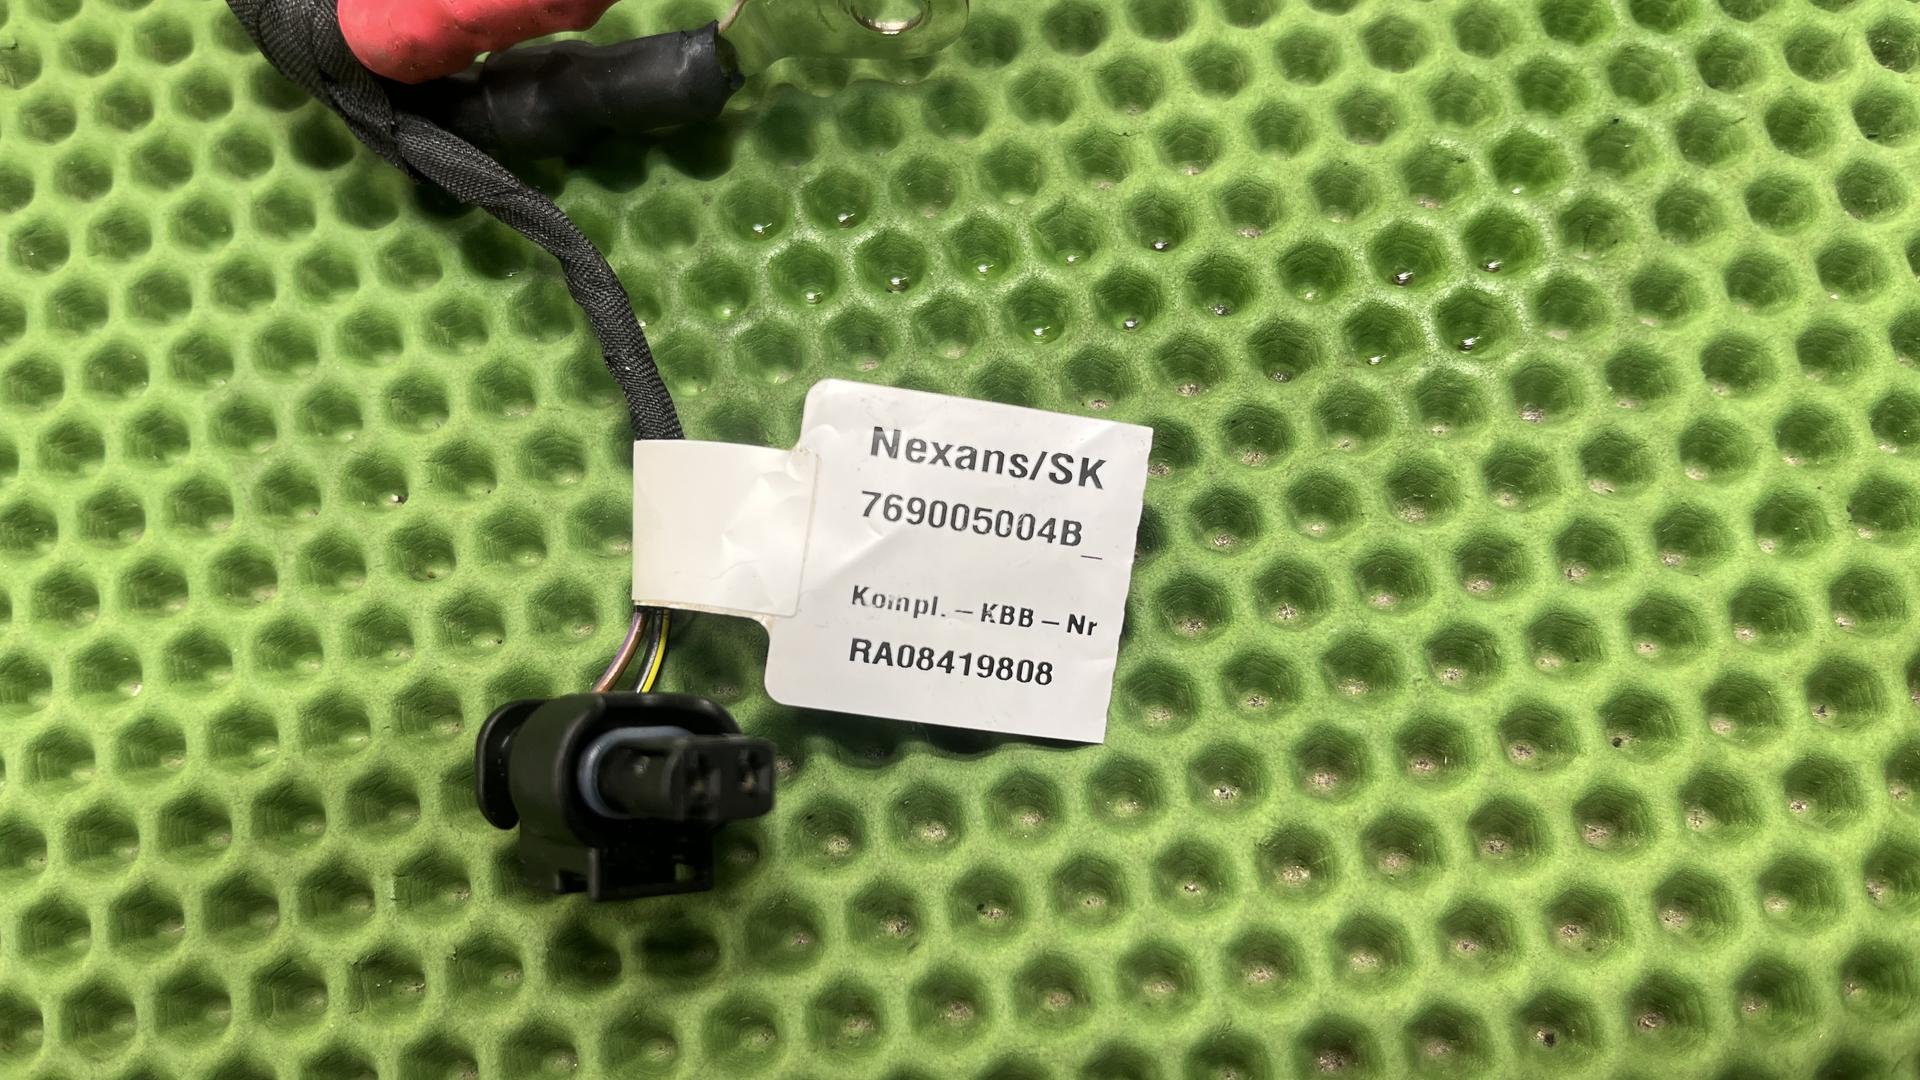 Nexans/SK
769005004B_
Kompl.-KBB-Nr
RA08419808